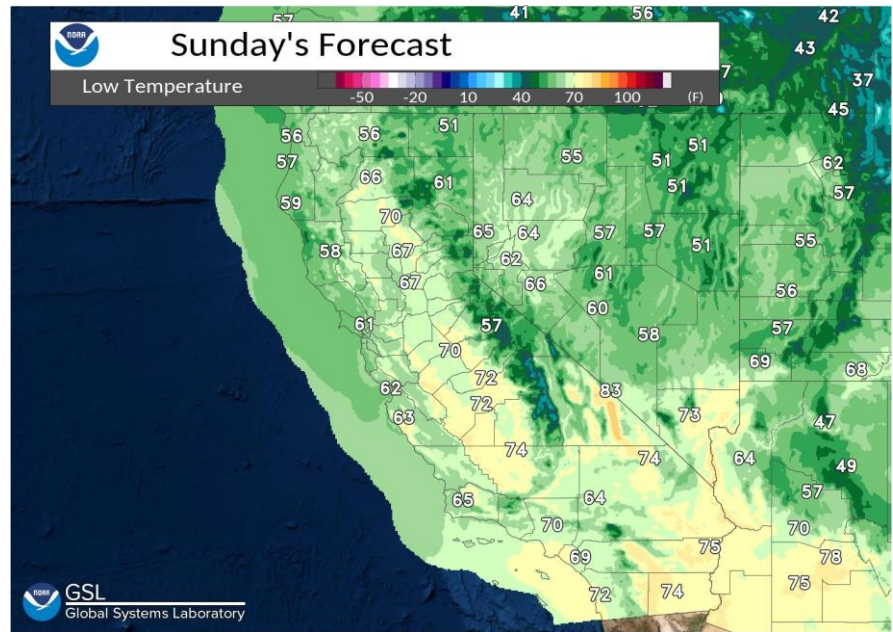 57
41
56
42
NOAA
Sunday's Forecast
43
37
Low Temperature
-50 -20 10 40 70 100 (F)
45
56 56 51 55 51
57 66 61 51 62
59 70 64 51 57
58 67 65 64 57 57 51 55
67 62 66 61 56
61 57 60 58 57
70 69 68
62 72 83
63 72 73 47
74 74 64 49
65 64 57
70 70
69 75 78
72 74 75
NOAA
GSL
Global Systems Laboratory